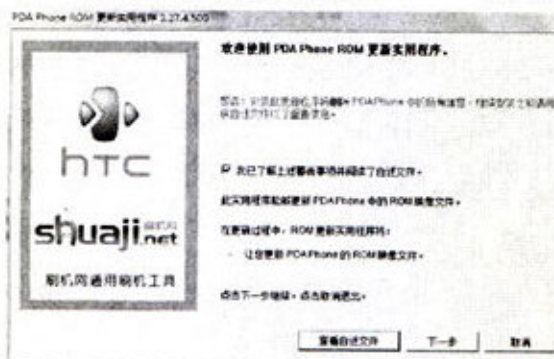 PDA Phone ROM 更新实用程序 1.27.4.500
欢迎使用 PDA Phone ROM 更新实用程序。
htc
shuaji.net
刷机网通用刷机工具
我已了解上述警告事项并阅读了自述文件。
此实用程序能够更新 PDA Phone 中的 ROM 映像文件。
在更新过程中，ROM 更新实用程序将：
- 让您更新 PDA Phone 的 ROM 映像文件。
点击下一步继续，点击取消退出。
查看自述文件 下一步 取消